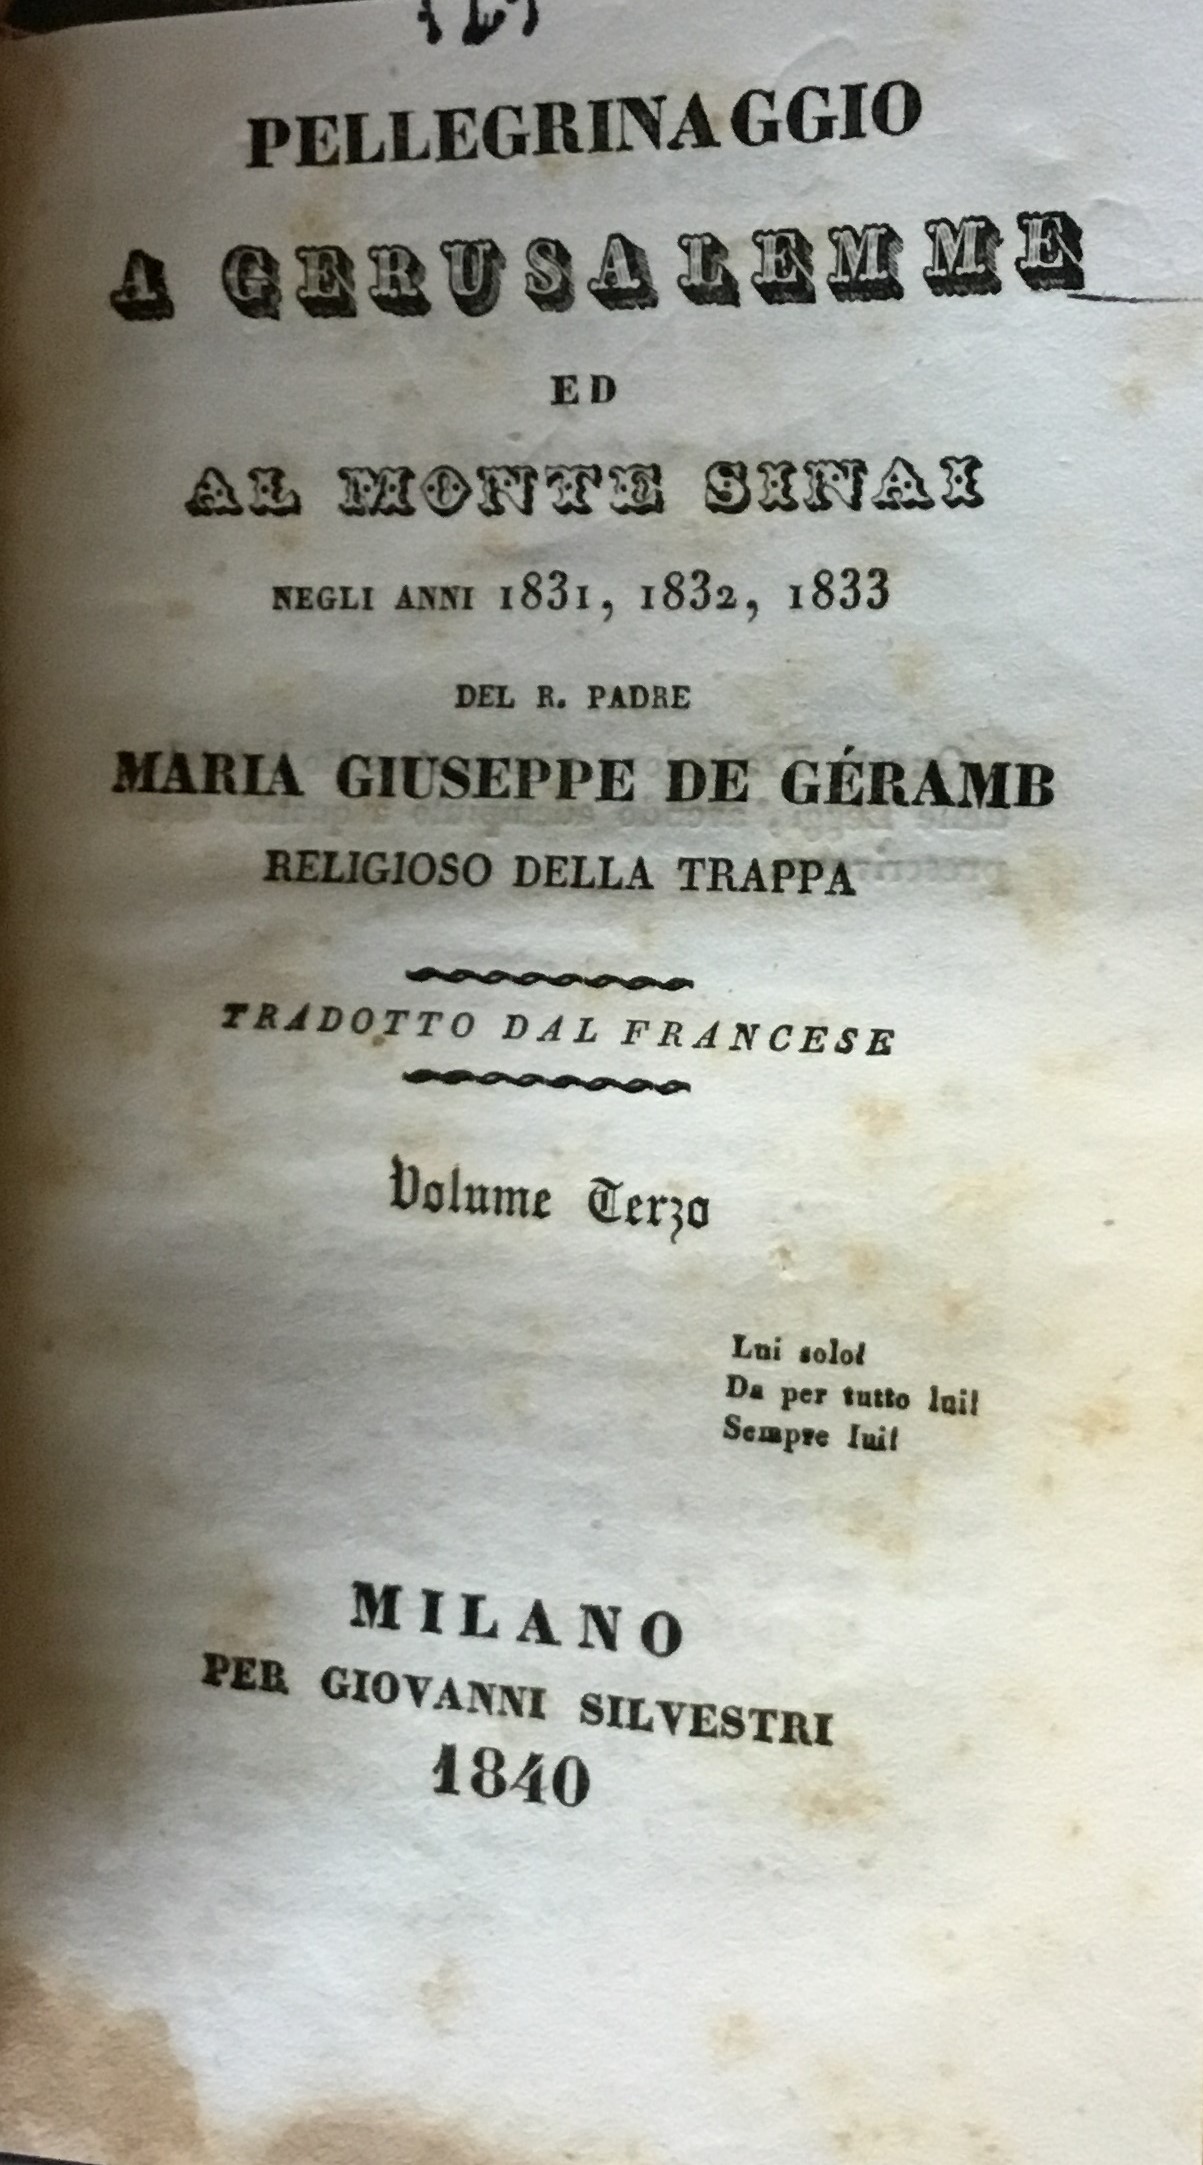 PELLEGRINAGGIO
A GERUSALEMME
ED
AL MONTE SINAI
NEGLI ANNI 1831, 1832, 1833
DEL R. PADRE
MARIA GIUSEPPE DE GÉRAMB
RELIGIOSO DELLA TRAPPA
TRADOTTO DAL FRANCESE
Volume Terzo
Lui solo!
Da per tutto lui!
Sempre lui!
MILANO
PER GIOVANNI SILVESTRI
1840